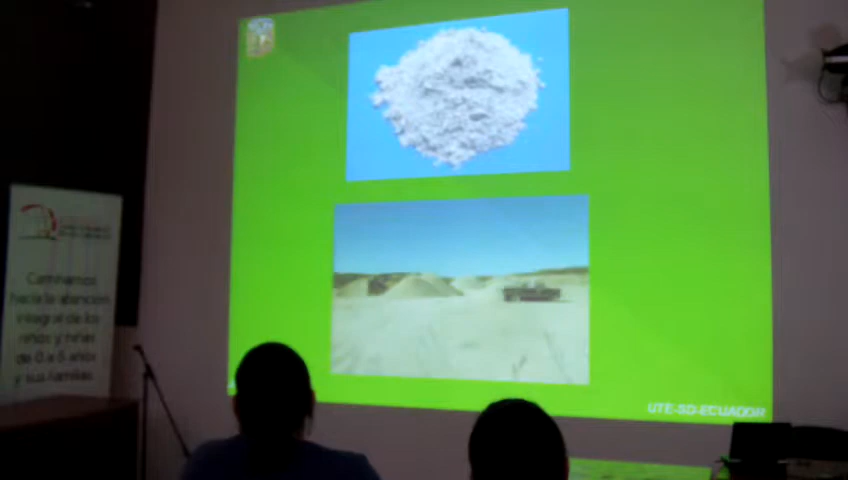 Caminamos
hacia la atención
integral de los
niños y niñas
de 0 a 5 años
y sus familias
UTE-SD-ECUADOR